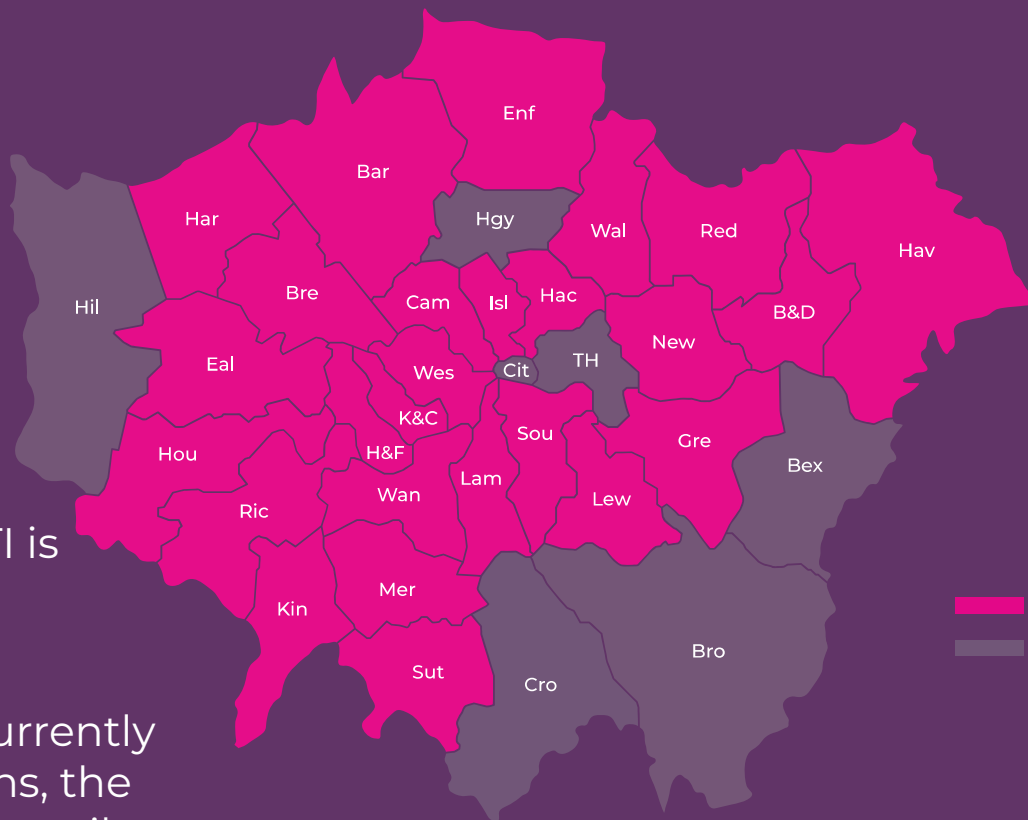 Enf
Bar
Har
Hgy
Wal
Red
Hav
Hil
Bre
Cam
Isl
Hac
B&D
Eal
Wes
Cit
TH
New
K&C
Hou
H&F
Sou
Gre
Bex
Wan
Lam
Lew
Ric
I is
Kin
Mer
Sut
Cro
Bro
urrently
ns, the